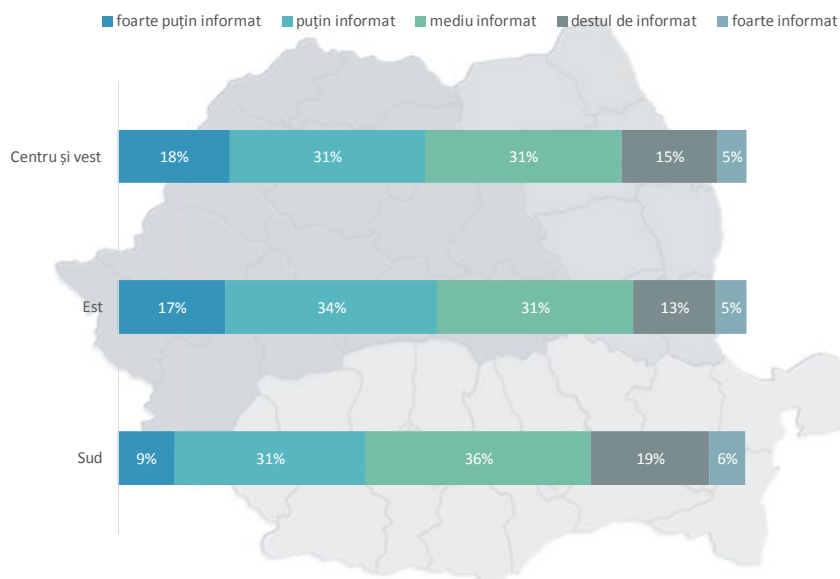 foarte puțin informat puțin informat mediu informat destul de informat foarte informat
Centru și vest 18% 31% 31% 15% 5%
Est 17% 34% 31% 13% 5%
Sud 9% 31% 36% 19% 6%